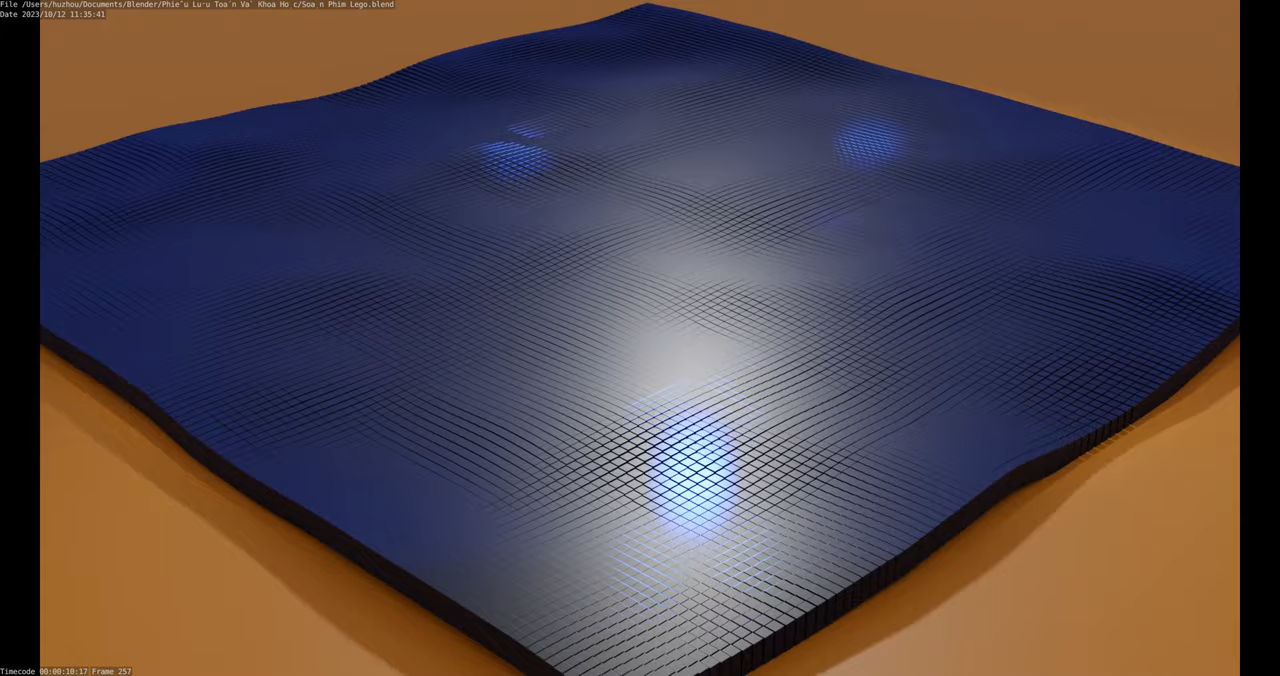 File /Users/huzhou/Documents/Blender/Phie˘u Lu·u Toa´n Va` Khoa Ho c/Soa n Phim Lego.blend
Date 2023/10/12 11:35:41
Timecode 00:00:10:17 Frame 257